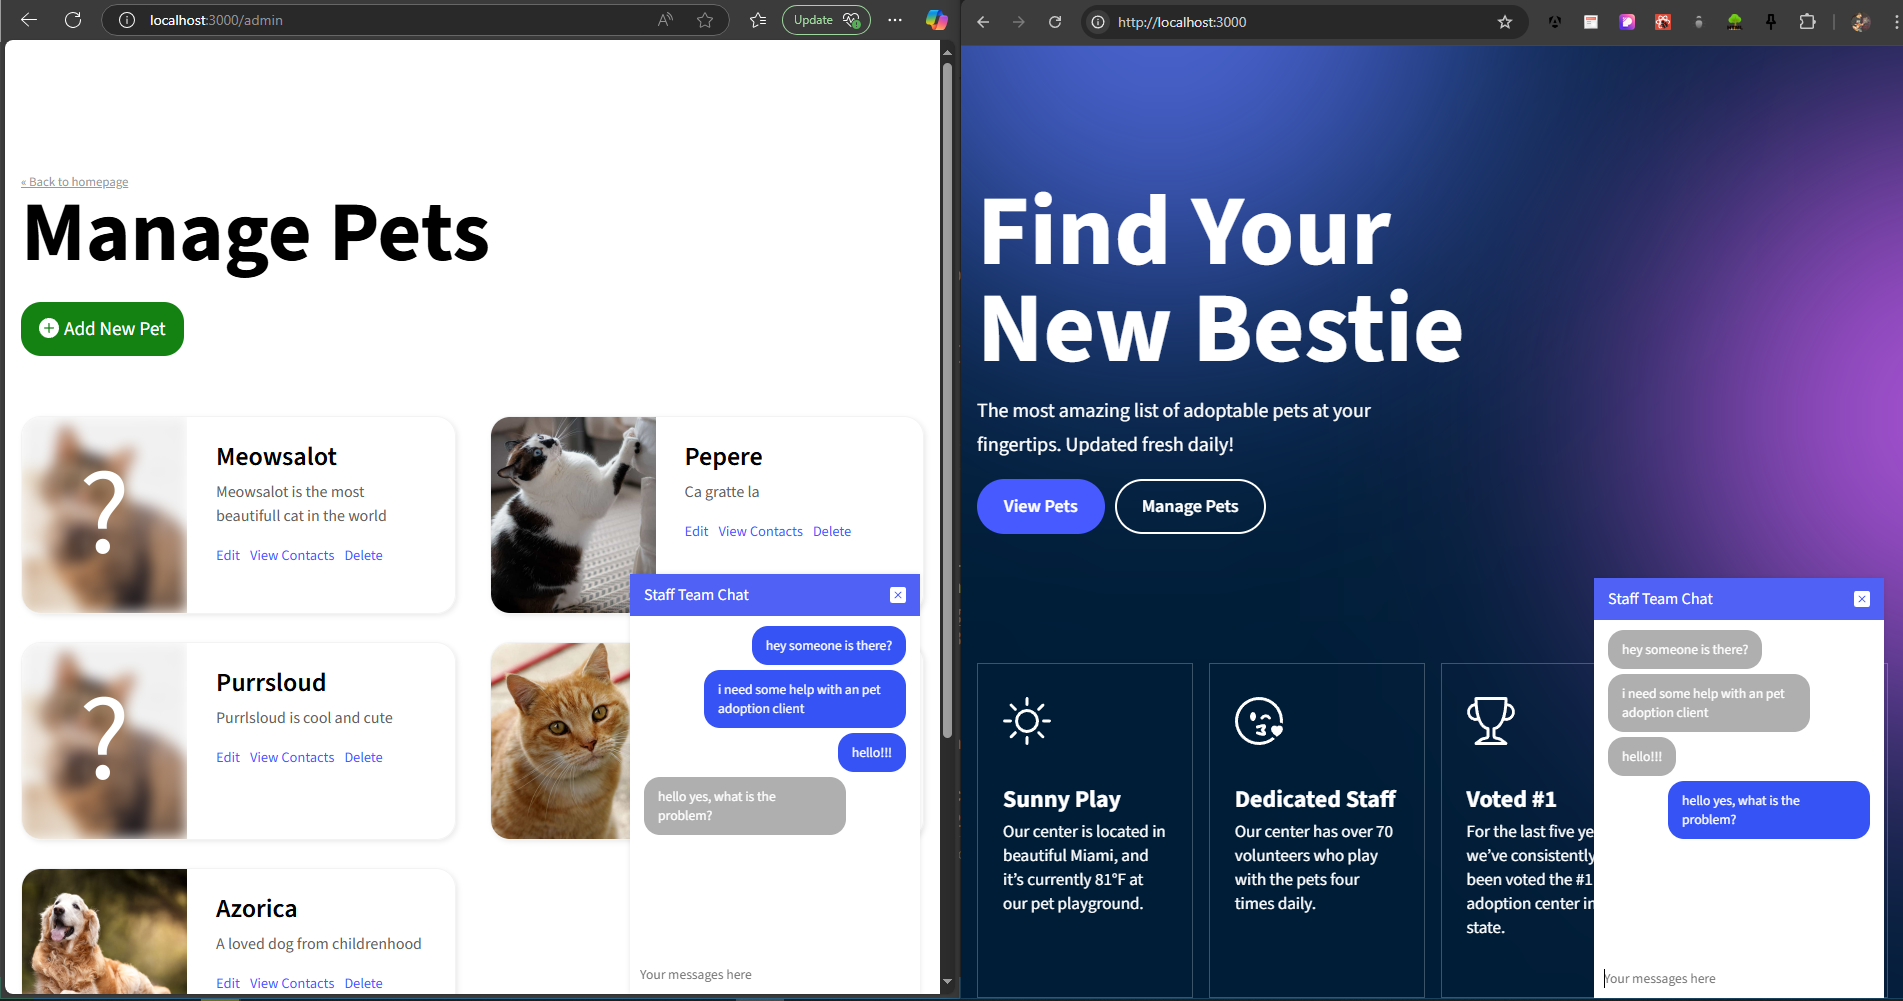 localhost:3000/admin
Update
« Back to homepage
Manage Pets
Add New Pet
Meowsalot
Meowsalot is the most
beautifull cat in the world
Edit View Contacts Delete
Pepere
Ca gratte la
Edit View Contacts Delete
Purrsloud
Purrlsloud is cool and cute
Edit View Contacts Delete
Azorica
A loved dog from childrenhood
Edit View Contacts Delete
Staff Team Chat
hey someone is there?
i need some help with an pet
adoption client
hello!!!
hello yes, what is the
problem?
Your messages here
http://localhost:3000
Find Your
New Bestie
The most amazing list of adoptable pets at your
fingertips. Updated fresh daily!
View Pets
Manage Pets
Sunny Play
Our center is located in
beautiful Miami, and
it's currently 81°F at
our pet playground.
Dedicated Staff
Our center has over 70
volunteers who play
with the pets four
times daily.
Voted #1
For the last five ye
we've consistently
been voted the #1
adoption center in
state.
Staff Team Chat
hey someone is there?
i need some help with an pet
adoption client
hello!!!
hello yes, what is the
problem?
Your messages here